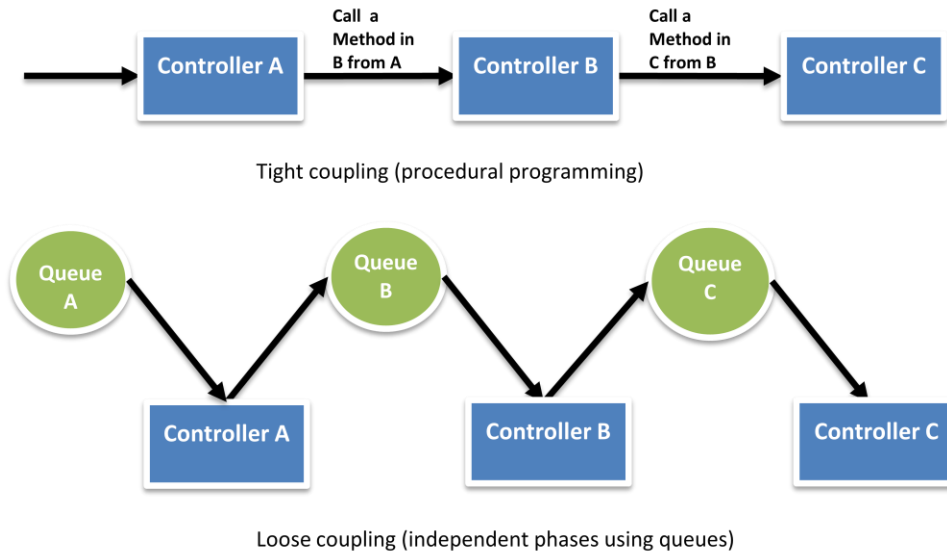 Call a
Method in
B from A
Call a
Method in
C from B
Controller A
Controller B
Controller C
Tight coupling (procedural programming)
Queue
A
Queue
B
Queue
C
Controller A
Controller B
Controller C
Loose coupling (independent phases using queues)